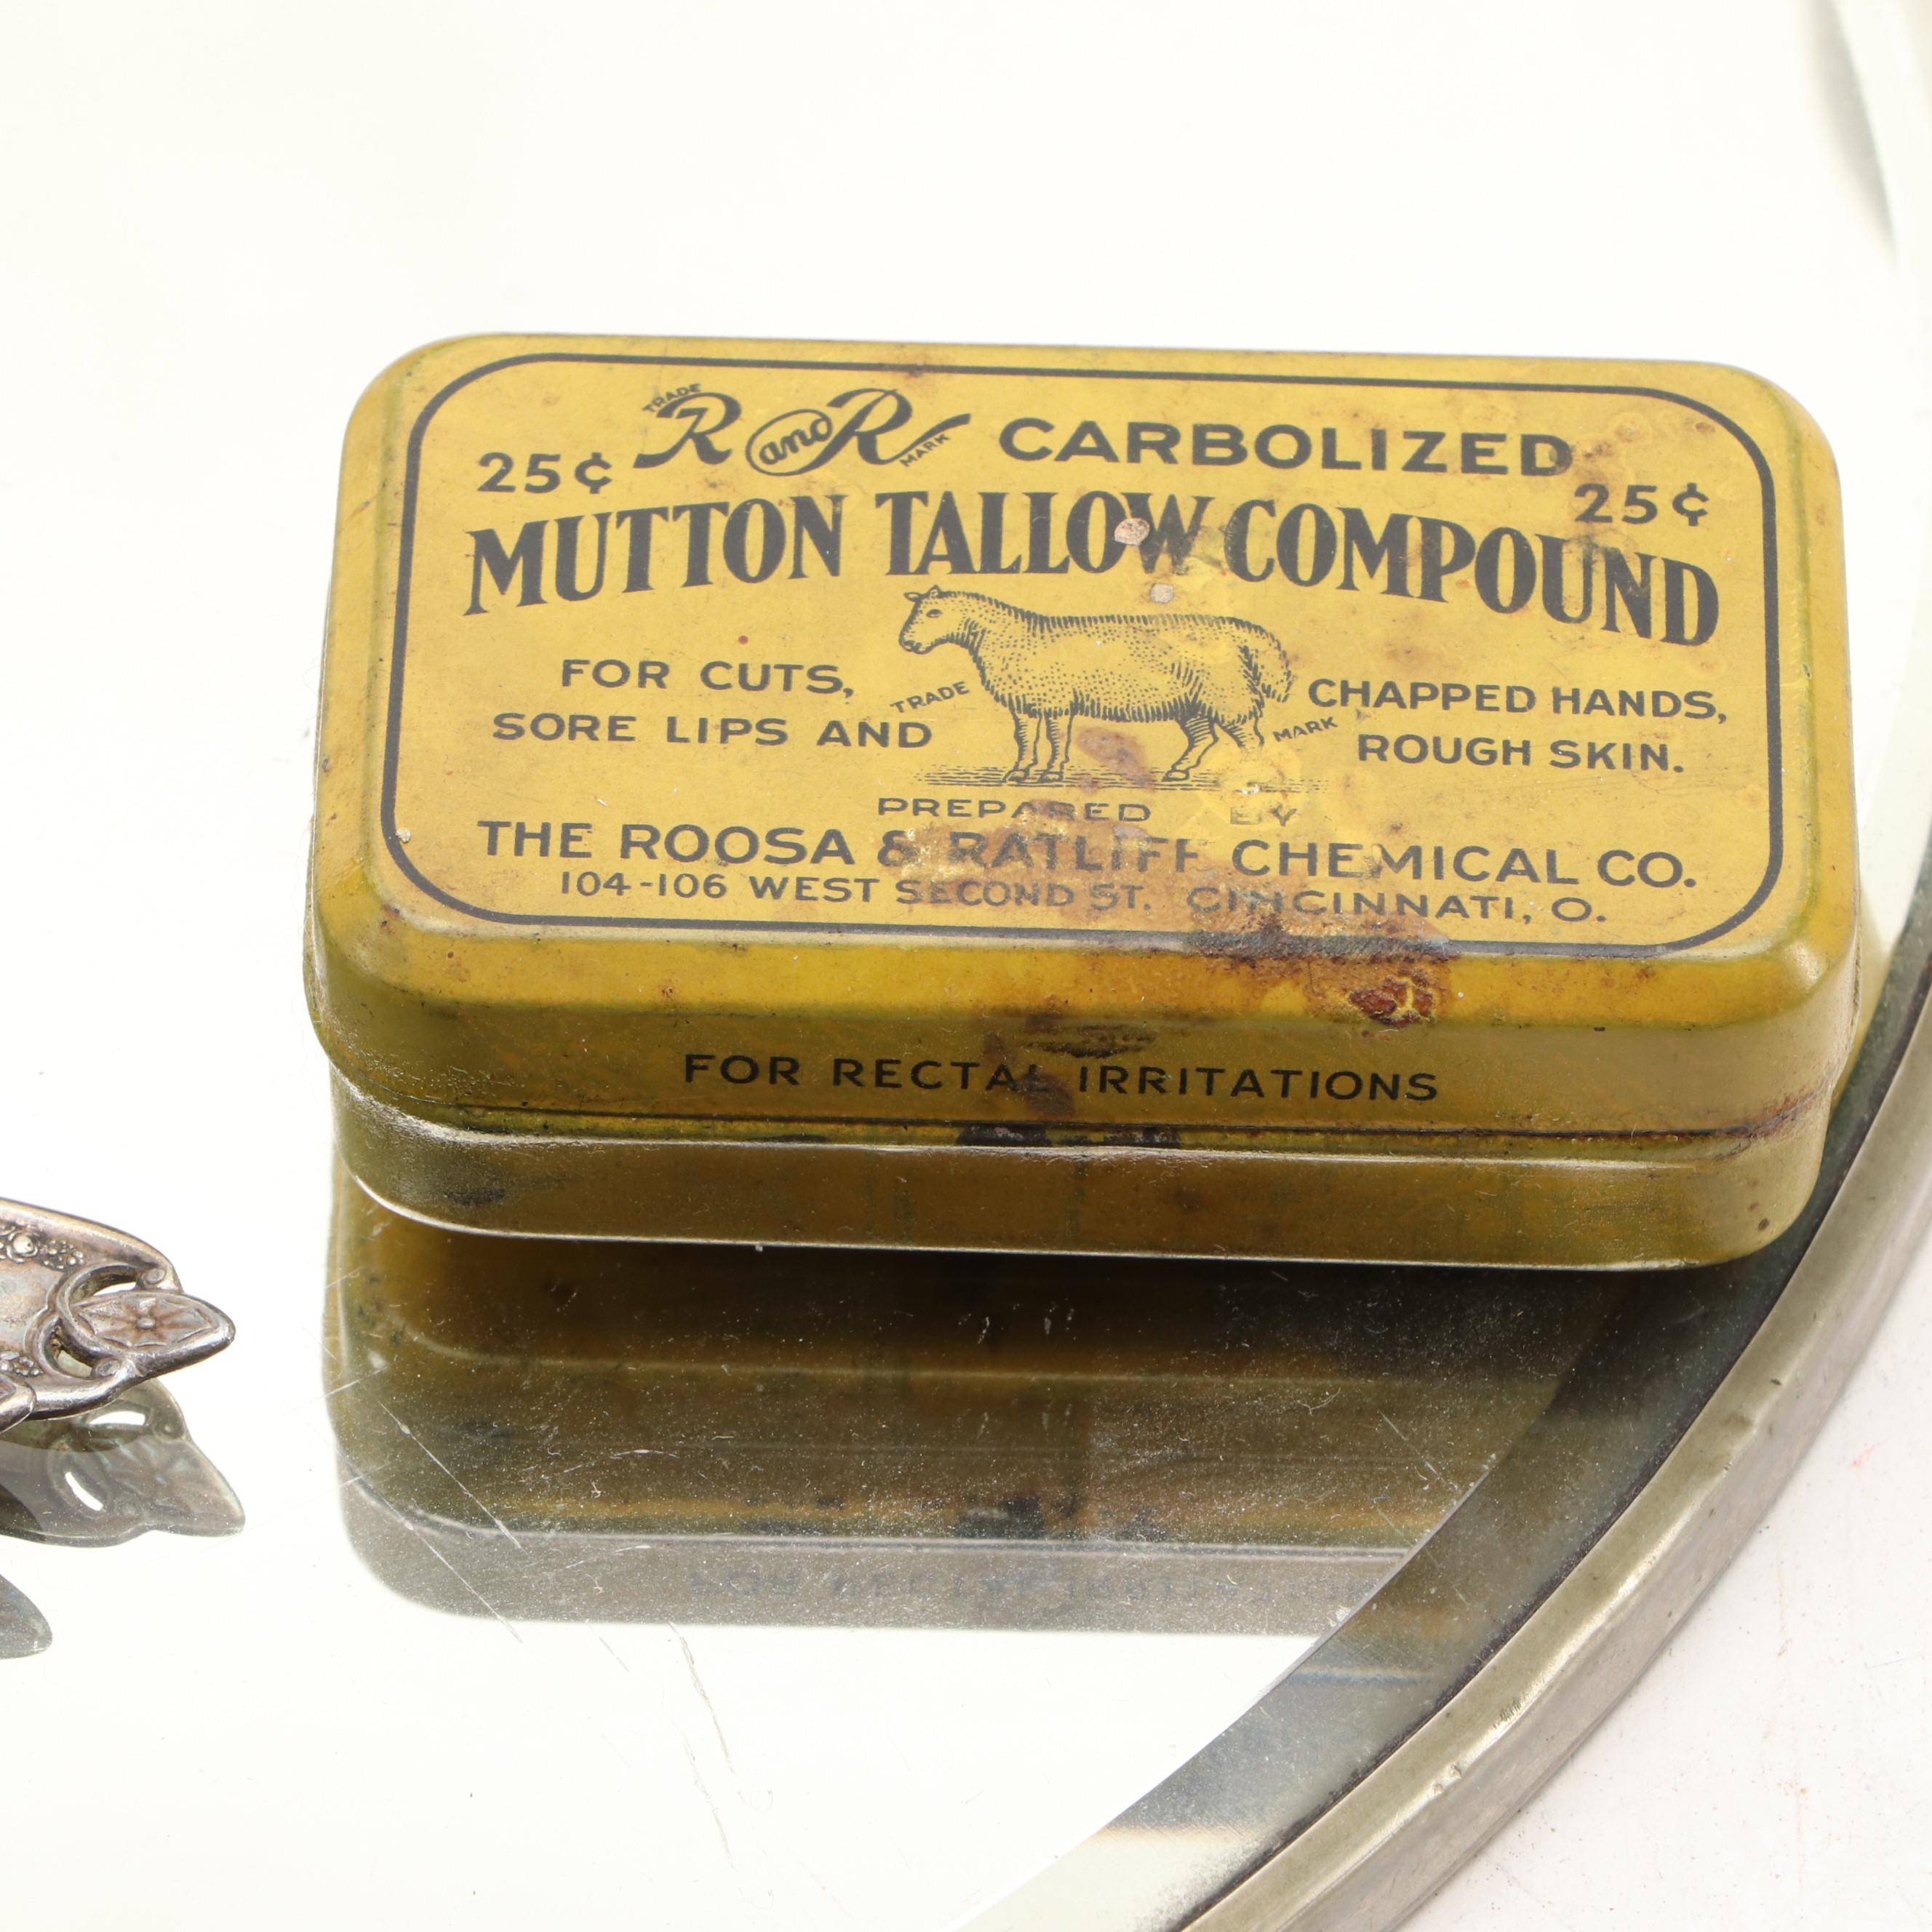 TRADE R and R MARK CARBOLIZED
25¢ 25¢
MUTTON TALLOW COMPOUND
FOR CUTS, CHAPPED HANDS,
TRADE MARK
SORE LIPS AND ROUGH SKIN.
PREPARED BY
THE ROOSA & RATLIFF CHEMICAL CO.
104-106 WEST SECOND ST. CINCINNATI, O.
FOR RECTAL IRRITATIONS